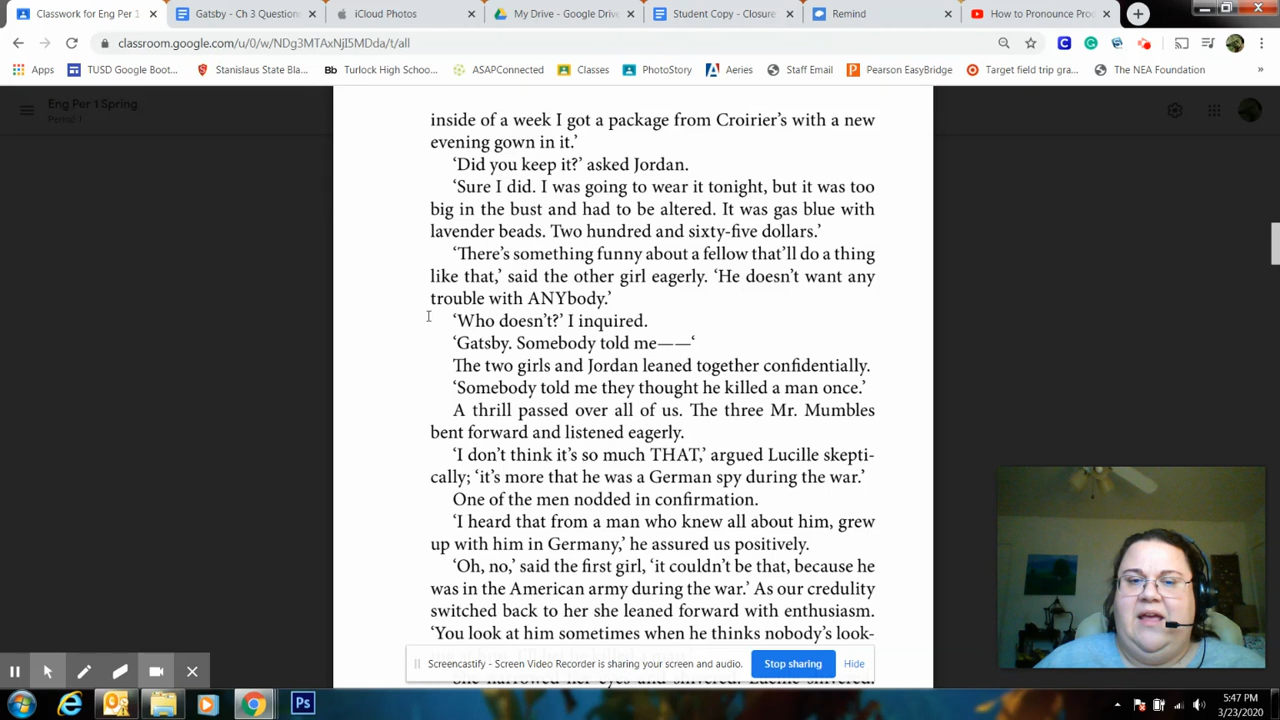 Classwork for Eng Per 1
Gatsby - Ch 3 Question
iCloud Photos
My Drive - Google Drive
Student Copy - Closure
Remind
How to Pronounce Pro
classroom.google.com/u/0/w/NDg3MTAxNjI5MDda/t/all
Apps
TUSD Google Boot...
Stanislaus State Bla...
Bb Turlock High Schoo...
ASAPConnected
Classes
PhotoStory
Aeries
Staff Email
Pearson EasyBridge
Target field trip gra...
The NEA Foundation
»
Eng Per 1 Spring
Period 1
inside of a week I got a package from Croirier’s with a new
evening gown in it.’
‘Did you keep it?’ asked Jordan.
‘Sure I did. I was going to wear it tonight, but it was too
big in the bust and had to be altered. It was gas blue with
lavender beads. Two hundred and sixty-five dollars.’
‘There’s something funny about a fellow that’ll do a thing
like that,’ said the other girl eagerly. ‘He doesn’t want any
trouble with ANYbody.’
‘Who doesn’t?’ I inquired.
‘Gatsby. Somebody told me——‘
The two girls and Jordan leaned together confidentially.
‘Somebody told me they thought he killed a man once.’
A thrill passed over all of us. The three Mr. Mumbles
bent forward and listened eagerly.
‘I don’t think it’s so much THAT,’ argued Lucille skepti-
cally; ‘it’s more that he was a German spy during the war.’
One of the men nodded in confirmation.
‘I heard that from a man who knew all about him, grew
up with him in Germany,’ he assured us positively.
‘Oh, no,’ said the first girl, ‘it couldn’t be that, because he
was in the American army during the war.’ As our credulity
switched back to her she leaned forward with enthusiasm.
‘You look at him sometimes when he thinks nobody’s look-
Screencastify - Screen Video Recorder is sharing your screen and audio.
Stop sharing
Hide
She narrowed her eyes and shivered. Lucille shivered.
Ps
5:47 PM
3/23/2020